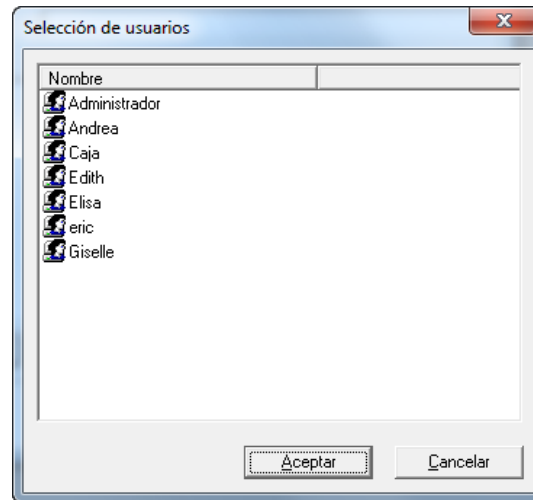 Selección de usuarios
Nombre
Administrador
Andrea
Caja
Edith
Elisa
eric
Giselle
Aceptar Cancelar